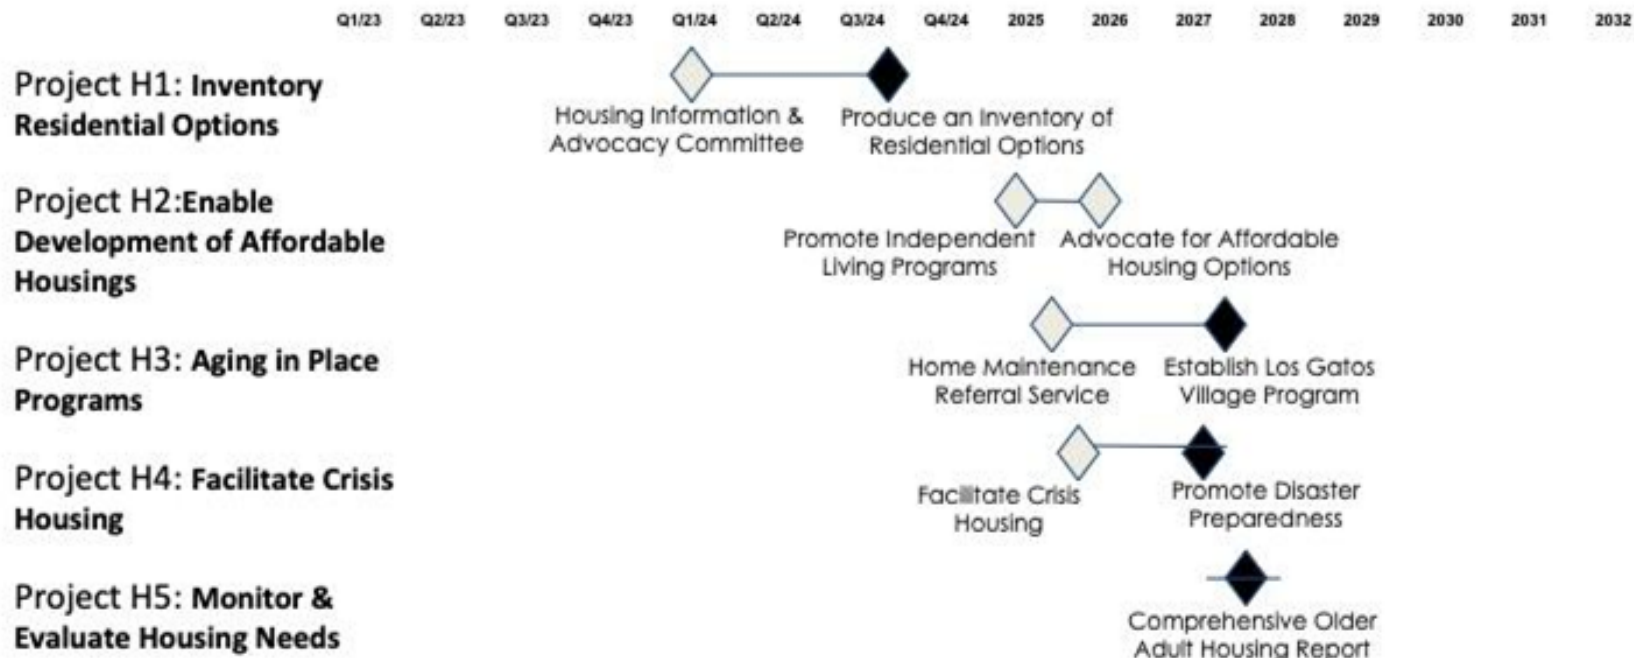 Q1/23 Q2/23 Q3/23 Q4/23 Q1/24 Q2/24 Q3/24 Q4/24 2025 2026 2027 2028 2029 2030 2031 2032
Project H1: Inventory
Residential Options
Housing Information &
Advocacy Committee
Produce an Inventory of
Residential Options
Project H2:Enable
Development of Affordable
Housings
Promote Independent
Living Programs
Advocate for Affordable
Housing Options
Project H3: Aging in Place
Programs
Home Maintenance
Referral Service
Establish Los Gatos
Village Program
Project H4: Facilitate Crisis
Housing
Facilitate Crisis
Housing
Promote Disaster
Preparedness
Project H5: Monitor &
Evaluate Housing Needs
Comprehensive Older
Adult Housing Report